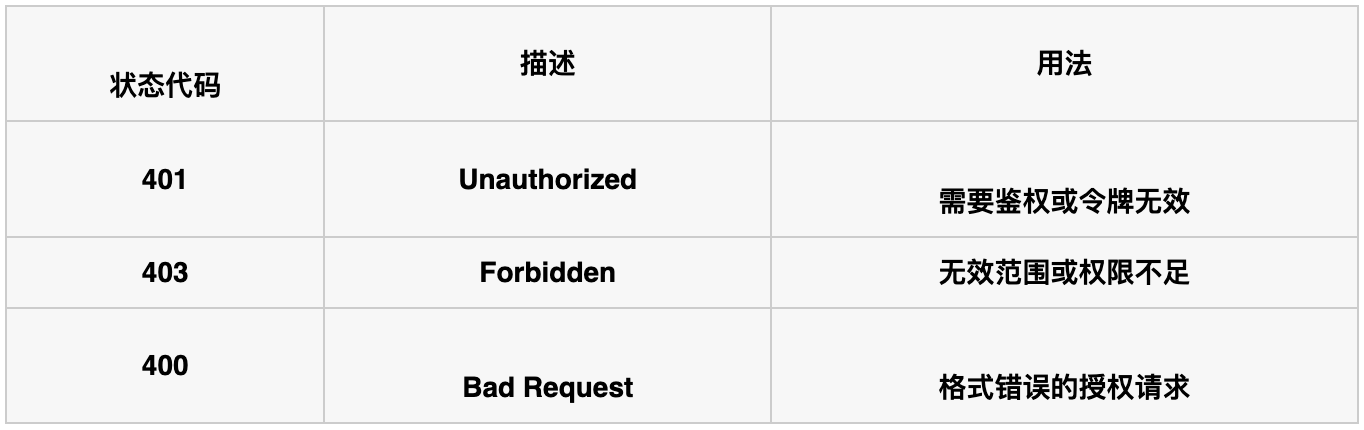 状态代码 描述 用法
401 Unauthorized 需要鉴权或令牌无效
403 Forbidden 无效范围或权限不足
400 Bad Request 格式错误的授权请求